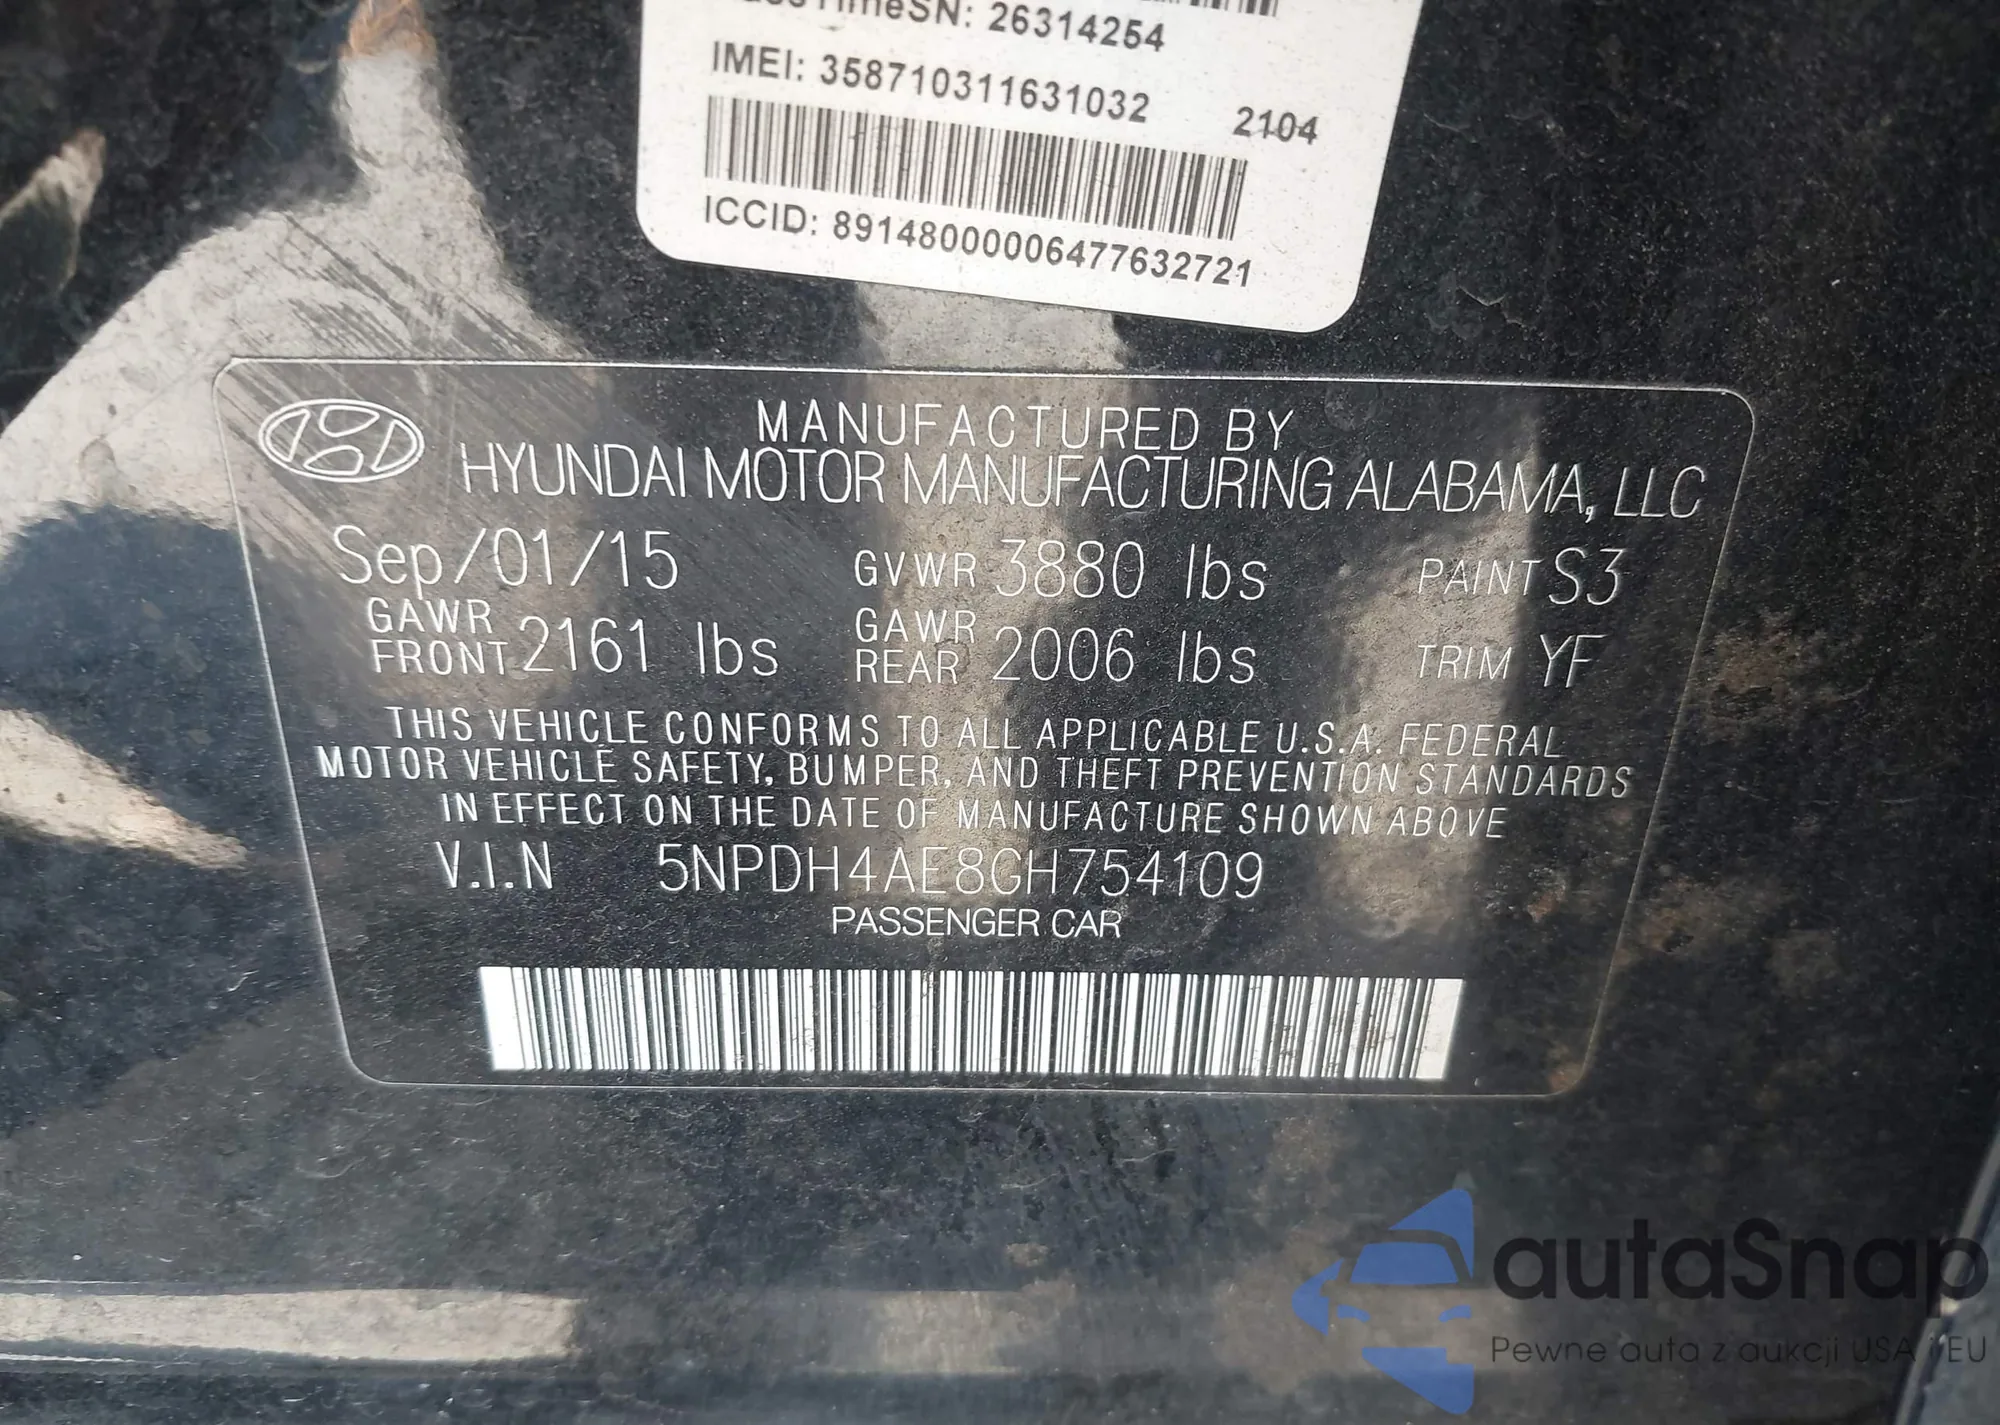 SN: 26314254
IMEI: 358710311631032 2104
ICCID: 89148000006477632721
MANUFACTURED BY
HYUNDAI MOTOR MANUFACTURING ALABAMA, LLC
Sep/01/15 GVWR 3880 lbs PAINT S3
GAWR FRONT 2161 lbs GAWR REAR 2006 lbs TRIM YF
THIS VEHICLE CONFORMS TO ALL APPLICABLE U.S.A. FEDERAL
MOTOR VEHICLE SAFETY, BUMPER, AND THEFT PREVENTION STANDARDS
IN EFFECT ON THE DATE OF MANUFACTURE SHOWN ABOVE
V.I.N 5NPDH4AE8GH754109
PASSENGER CAR
autaSnap
Pewne auta z aukcji USA i EU